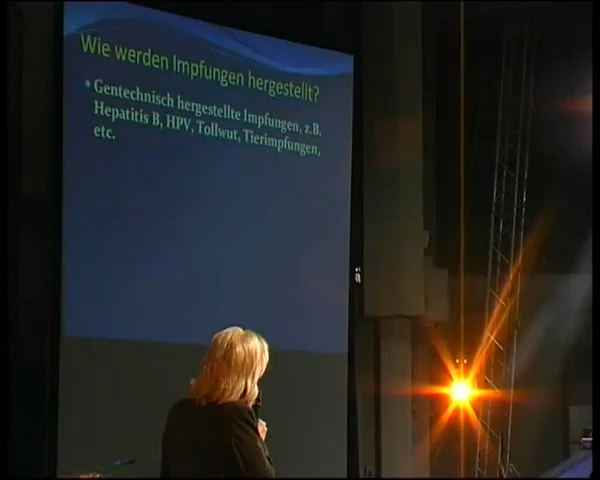 Wie werden Impfungen hergestellt?
Gentechnisch hergestellte Impfungen, z.B.
Hepatitis B, HPV, Tollwut, Tierimpfungen,
etc.